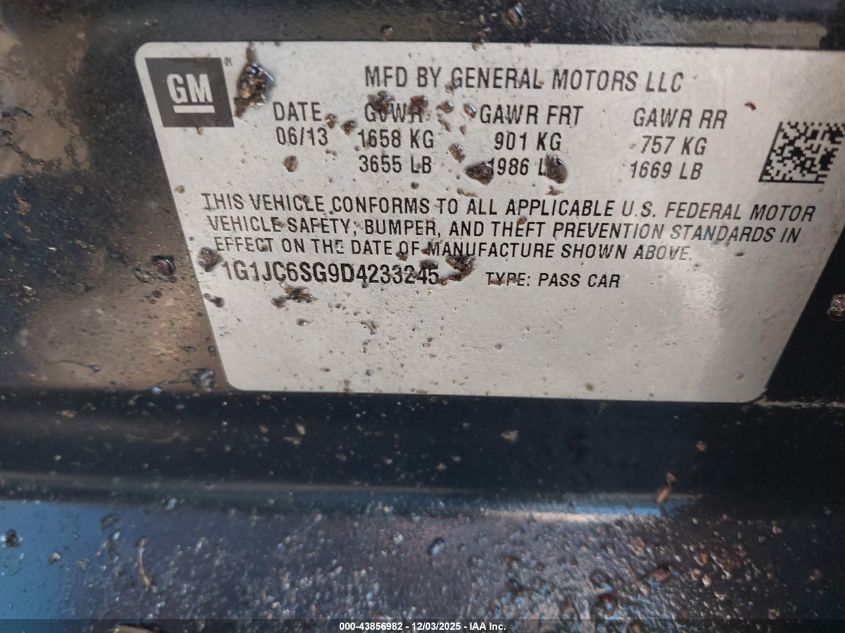 GM ®
MFD BY GENERAL MOTORS LLC
DATE GVWR GAWR FRT GAWR RR
06/13 1658 KG 901 KG 757 KG
3655 LB 1986 LB 1669 LB
THIS VEHICLE CONFORMS TO ALL APPLICABLE U.S. FEDERAL MOTOR
VEHICLE SAFETY, BUMPER, AND THEFT PREVENTION STANDARDS IN
EFFECT ON THE DATE OF MANUFACTURE SHOWN ABOVE.
1G1JC6SG9D4233245 TYPE: PASS CAR
000-43856982 - 12/03/2025 - IAA Inc.